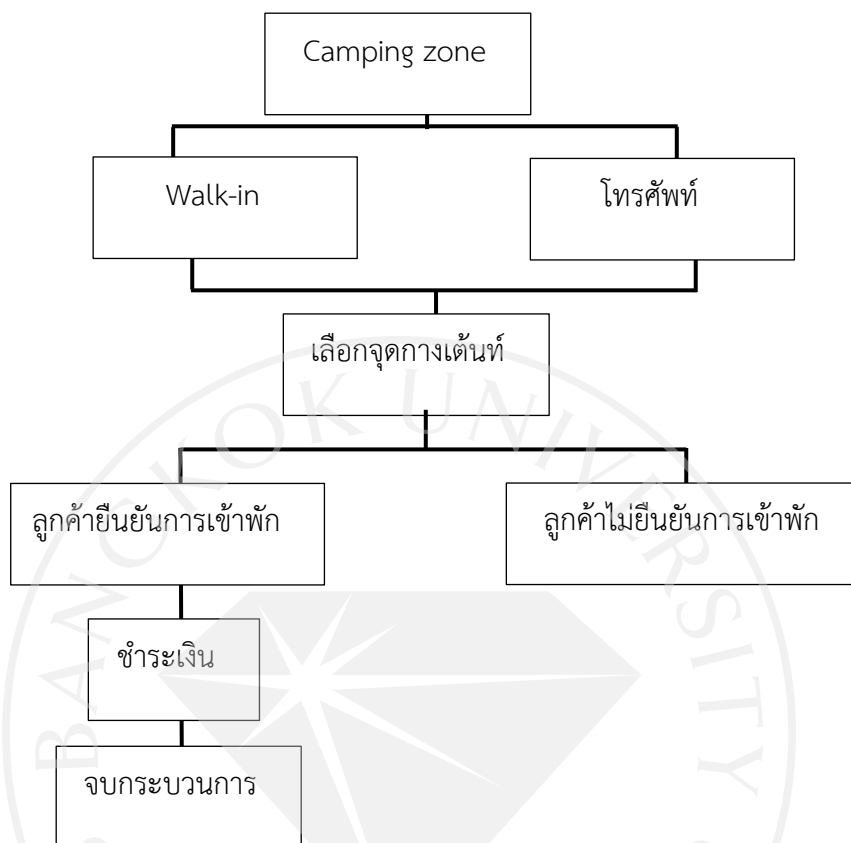 Camping zone
Walk-in
โทรศัพท์
เลือกจุดกางเต้นท์
ลูกค้ายืนยันการเข้าพัก
ลูกค้าไม่ยืนยันการเข้าพัก
ชำระเงิน
จบกระบวนการ
BANGKOK UNIVERSITY